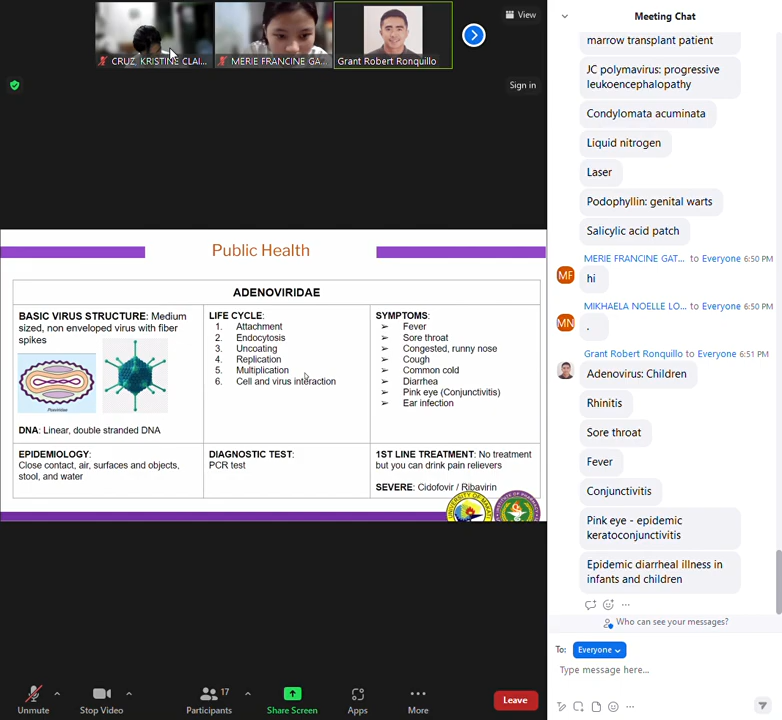 View
CRUZ, KRISTINE CLAI...
MERIE FRANCINE GA...
Grant Robert Ronquillo
Sign in
Public Health
ADENOVIRIDAE
BASIC VIRUS STRUCTURE: Medium
sized, non enveloped virus with fiber
spikes
DNA: Linear, double stranded DNA
LIFE CYCLE:
1. Attachment
2. Endocytosis
3. Uncoating
4. Replication
5. Multiplication
6. Cell and virus interaction
SYMPTOMS:
➢ Fever
➢ Sore throat
➢ Congested, runny nose
➢ Cough
➢ Common cold
➢ Diarrhea
➢ Pink eye (Conjunctivitis)
➢ Ear infection
EPIDEMIOLOGY:
Close contact, air, surfaces and objects,
stool, and water
DIAGNOSTIC TEST:
PCR test
1ST LINE TREATMENT: No treatment
but you can drink pain relievers
SEVERE: Cidofovir / Ribavirin
Unmute
Stop Video
17
Participants
Share Screen
Apps
More
Leave
Meeting Chat
marrow transplant patient
JC polymavirus: progressive
leukoencephalopathy
Condylomata acuminata
Liquid nitrogen
Laser
Podophyllin: genital warts
Salicylic acid patch
MERIE FRANCINE GAT... to Everyone 6:50 PM
MF
hi
MIKHAELA NOELLE LO... to Everyone 6:50 PM
MN
.
Grant Robert Ronquillo to Everyone 6:51 PM
Adenovirus: Children
Rhinitis
Sore throat
Fever
Conjunctivitis
Pink eye - epidemic
keratoconjunctivitis
Epidemic diarrheal illness in
infants and children
Who can see your messages?
To: Everyone
Type message here...